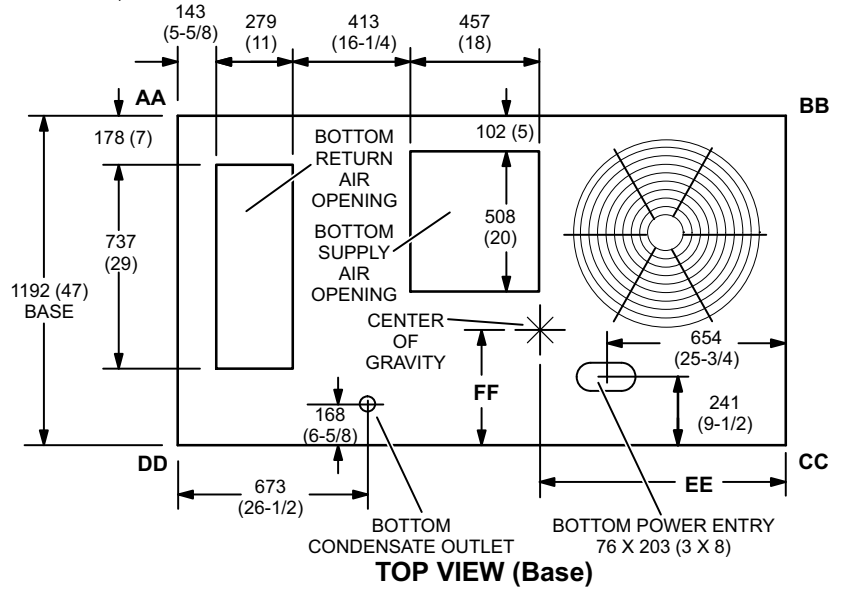 143
(5-5/8)
279
(11)
413
(16-1/4)
457
(18)
AA
BB
178 (7)
BOTTOM
RETURN
AIR
OPENING
102 (5)
737
(29)
BOTTOM
SUPPLY
AIR
OPENING
508
(20)
1192 (47)
BASE
CENTER
OF
GRAVITY
654
(25-3/4)
FF
168
(6-5/8)
241
(9-1/2)
DD
CC
673
(26-1/2)
EE
BOTTOM
CONDENSATE OUTLET
BOTTOM POWER ENTRY
76 X 203 (3 X 8)
TOP VIEW (Base)